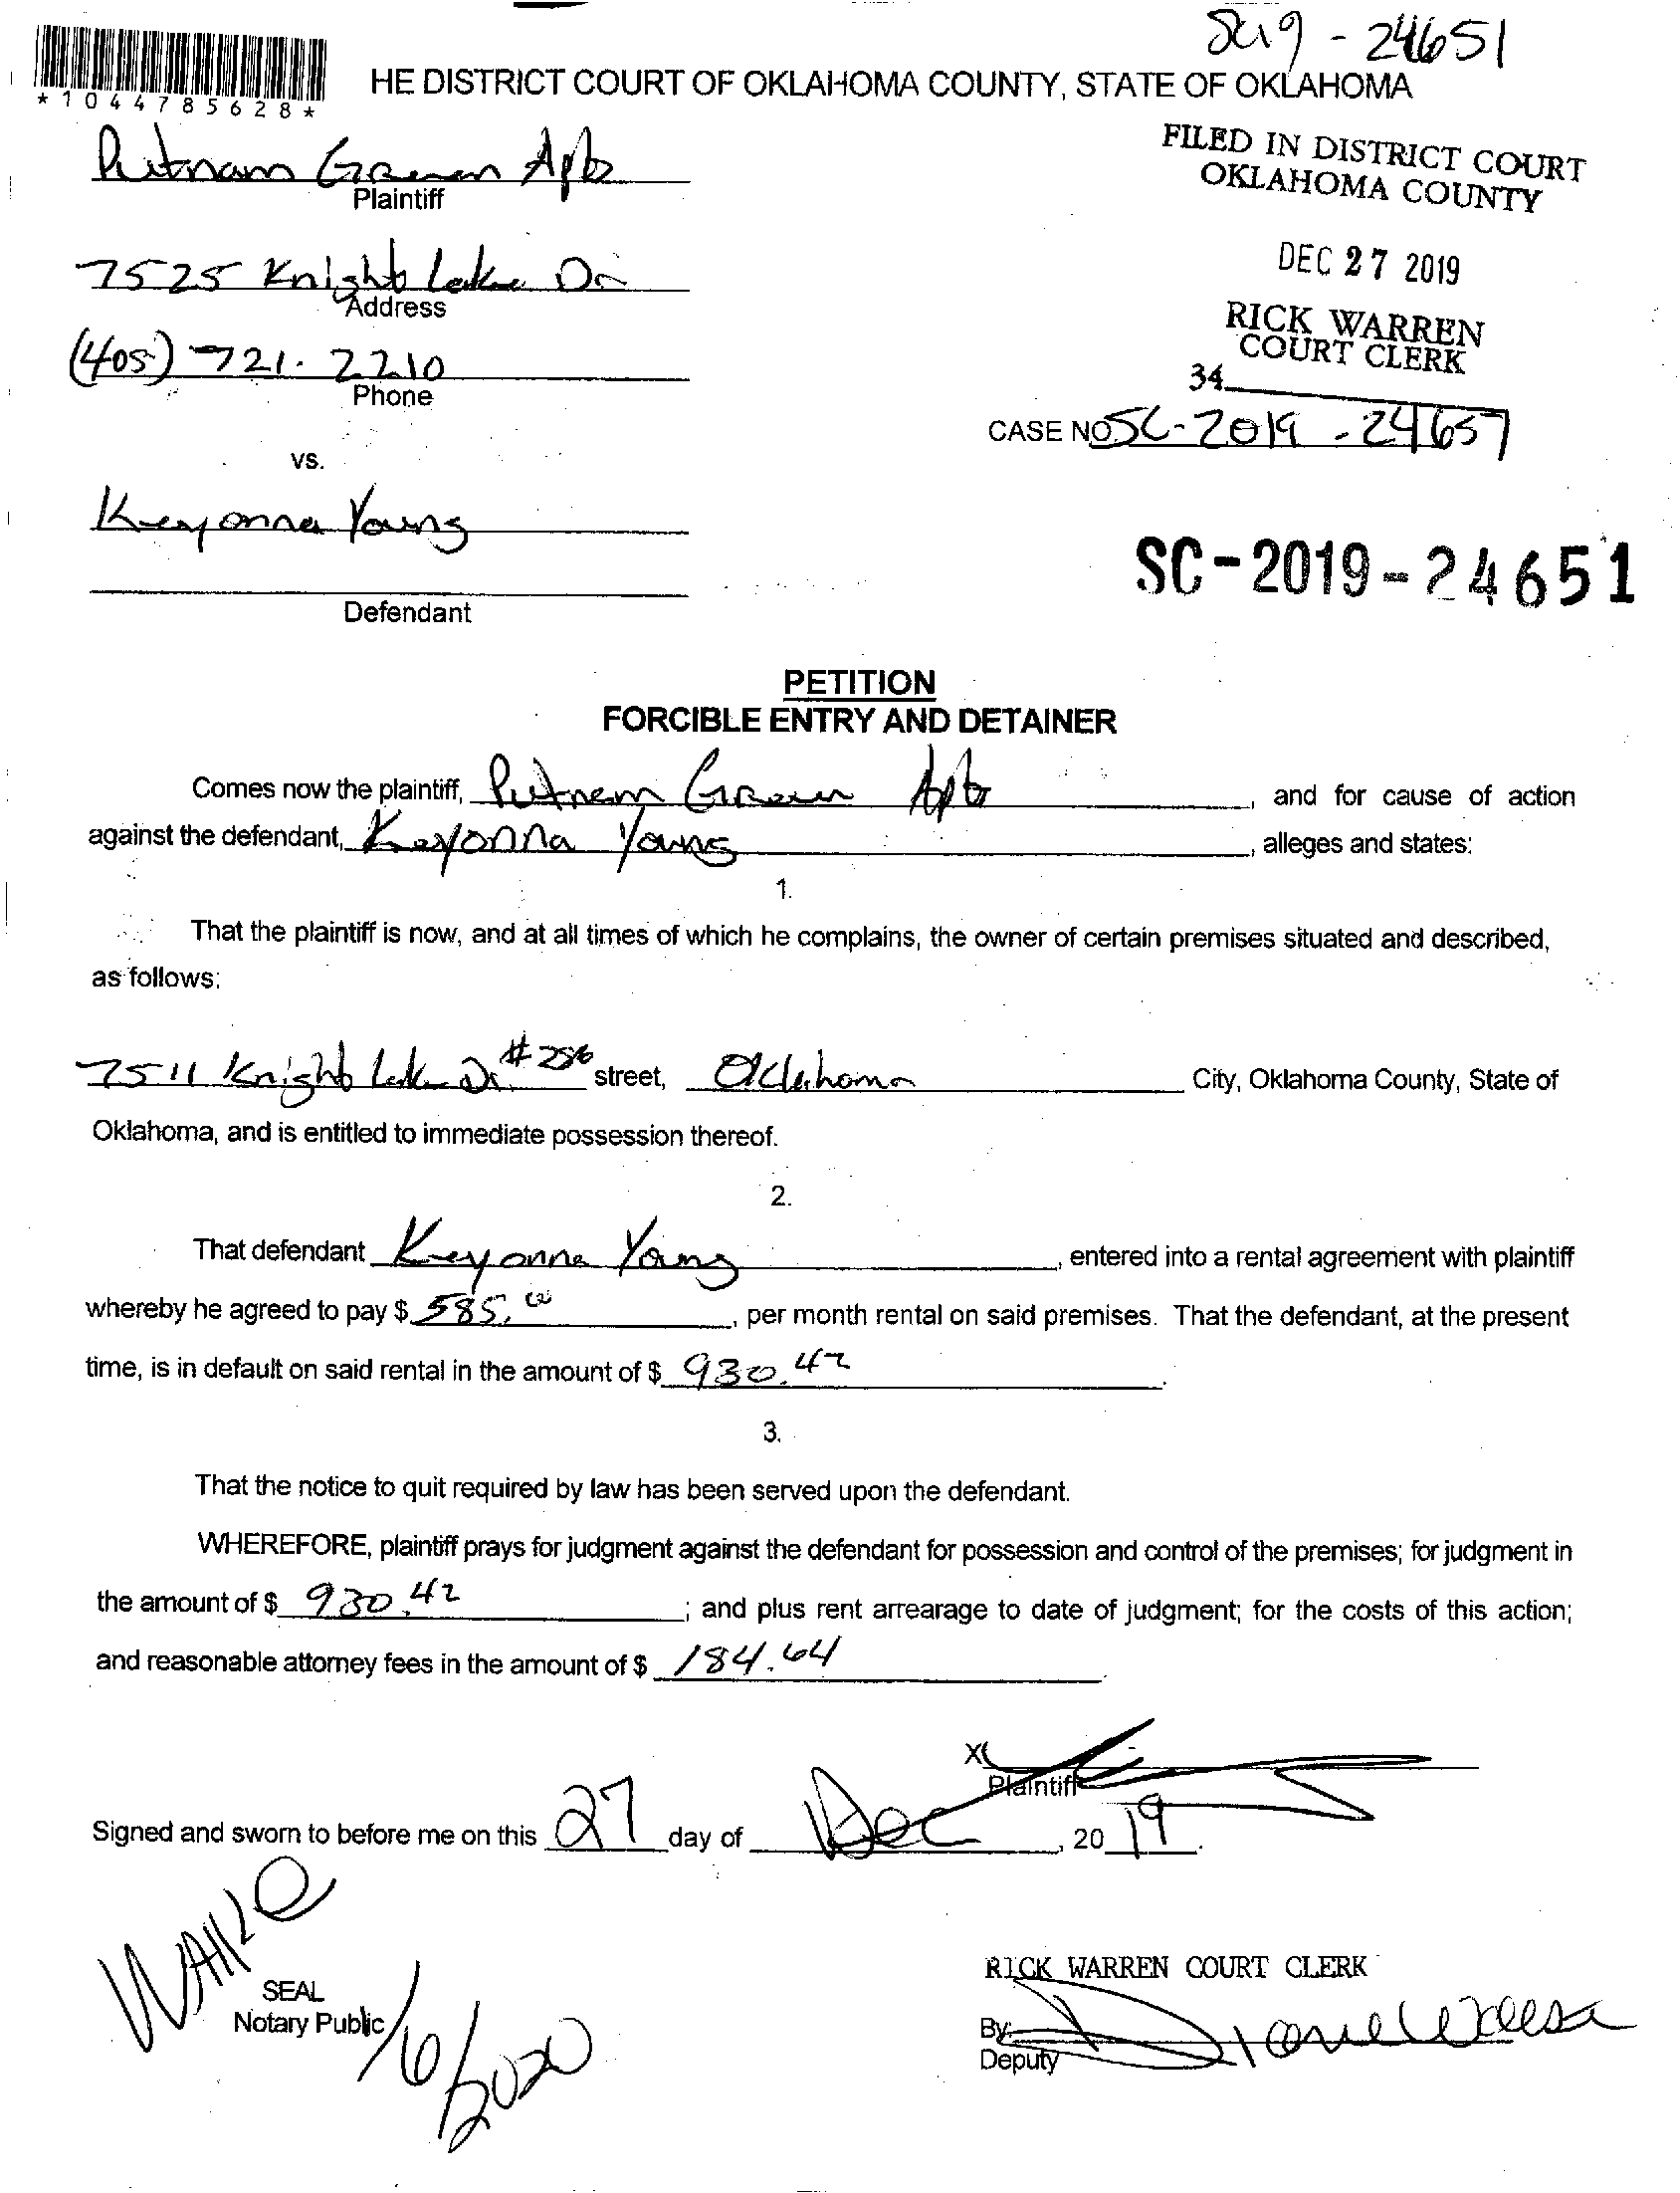 SC19 - 24651
*1044785628*
HE DISTRICT COURT OF OKLAHOMA COUNTY, STATE OF OKLAHOMA
FILED IN DISTRICT COURT
OKLAHOMA COUNTY
Putnam Green Apts
Plaintiff
DEC 27 2019
7525 Knight Lake Dr
Address
RICK WARREN
COURT CLERK
(405) 721-2210
Phone
34
CASE NO. SC-2019-24657
vs.
Keyonna Young
SC-2019-24651
Defendant
PETITION
FORCIBLE ENTRY AND DETAINER
Comes now the plaintiff, Putnam Green Apts, and for cause of action
against the defendant, Keyonna Young, alleges and states:
1.
That the plaintiff is now, and at all times of which he complains, the owner of certain premises situated and described,
as follows:
7511 Knight Lake Dr. #286 street, Oklahoma City, Oklahoma County, State of
Oklahoma, and is entitled to immediate possession thereof.
2.
That defendant Keyonna Young, entered into a rental agreement with plaintiff
whereby he agreed to pay $ 585.00, per month rental on said premises. That the defendant, at the present
time, is in default on said rental in the amount of $ 930.42.
3.
That the notice to quit required by law has been served upon the defendant.
WHEREFORE, plaintiff prays for judgment against the defendant for possession and control of the premises; for judgment in
the amount of $ 930.42; and plus rent arrearage to date of judgment; for the costs of this action;
and reasonable attorney fees in the amount of $ 184.64.
X
Plaintiff
Signed and sworn to before me on this 27 day of Dec, 2019.
SEAL
Notary Public
RICK WARREN COURT CLERK
By:
Deputy